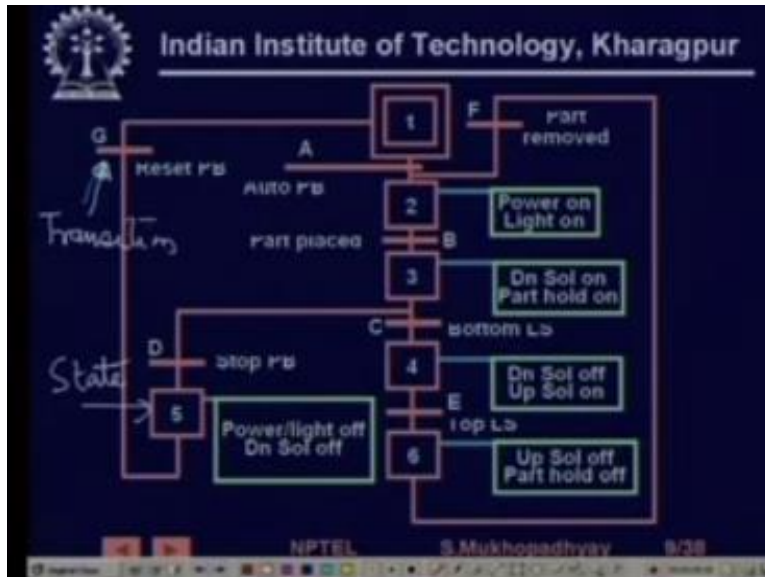 Indian Institute of Technology, Kharagpur
1
F
Part
removed
G
Reset PB
A
Auto PB
Transition
2
Power on
Light on
Part placed
B
3
Dn Sol on
Part hold on
C
Bottom LS
D
Stop PB
State
4
Dn Sol off
Up Sol on
5
Power/light off
Dn Sol off
E
Top LS
6
Up Sol off
Part hold off
NPTEL
S.Mukhopadhyay
9/38